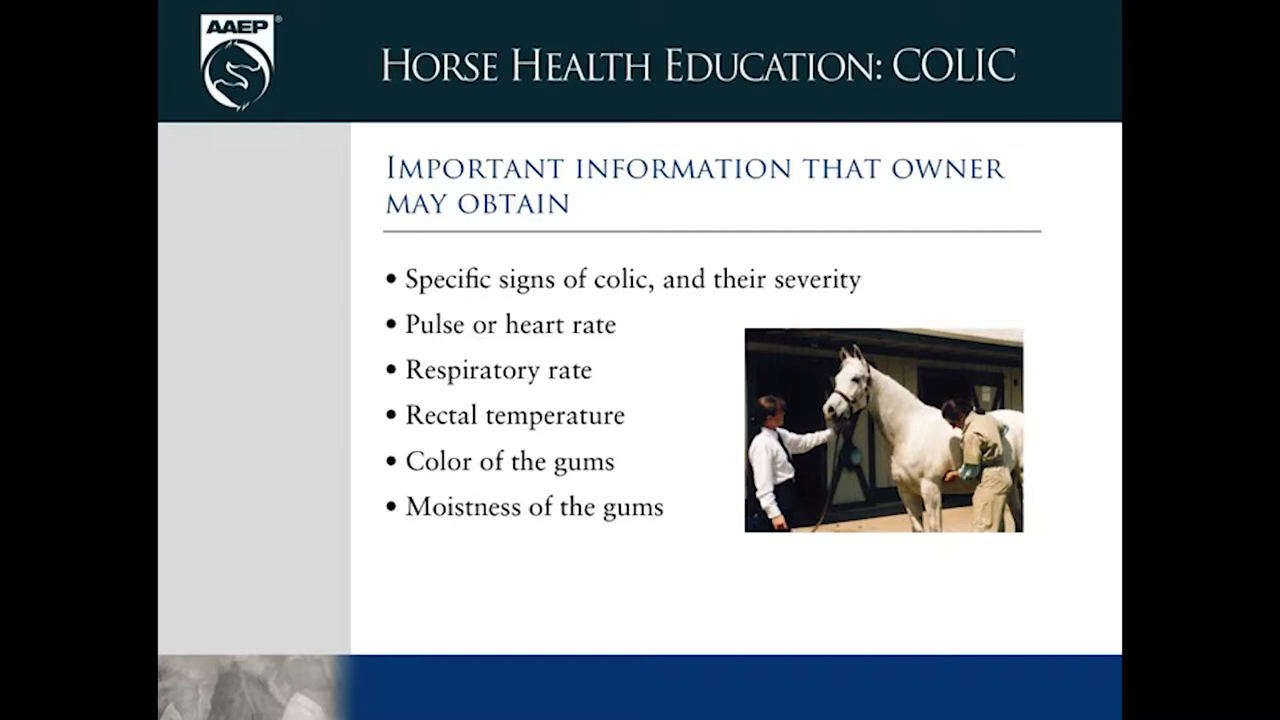 AAEP®
HORSE HEALTH EDUCATION: COLIC
IMPORTANT INFORMATION THAT OWNER
MAY OBTAIN
• Specific signs of colic, and their severity
• Pulse or heart rate
• Respiratory rate
• Rectal temperature
• Color of the gums
• Moistness of the gums